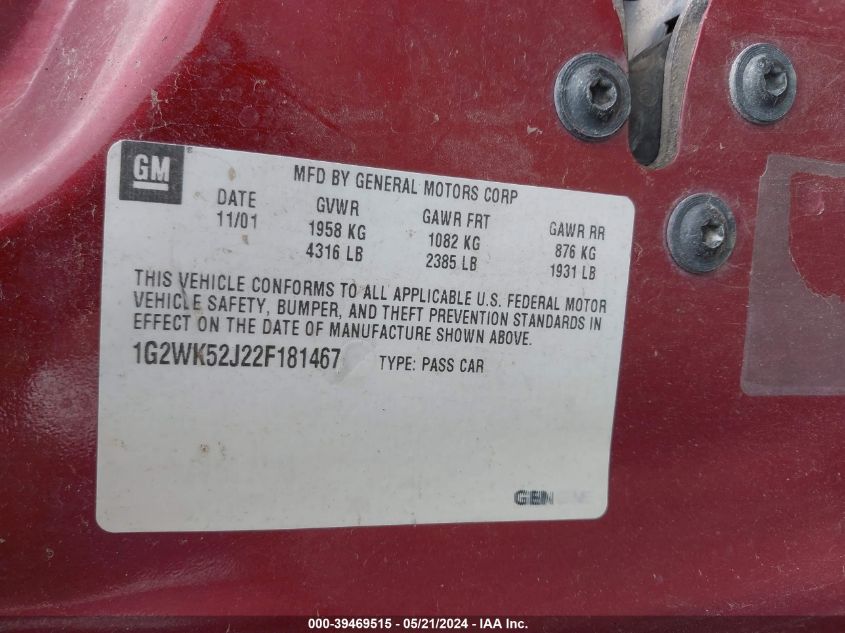 GM
MFD BY GENERAL MOTORS CORP
DATE GVWR GAWR FRT GAWR RR
11/01 1958 KG 1082 KG 876 KG
4316 LB 2385 LB 1931 LB
THIS VEHICLE CONFORMS TO ALL APPLICABLE U.S. FEDERAL MOTOR
VEHICLE SAFETY, BUMPER, AND THEFT PREVENTION STANDARDS IN
EFFECT ON THE DATE OF MANUFACTURE SHOWN ABOVE.
1G2WK52J22F181467 TYPE: PASS CAR
000-39469515 - 05/21/2024 - IAA Inc.